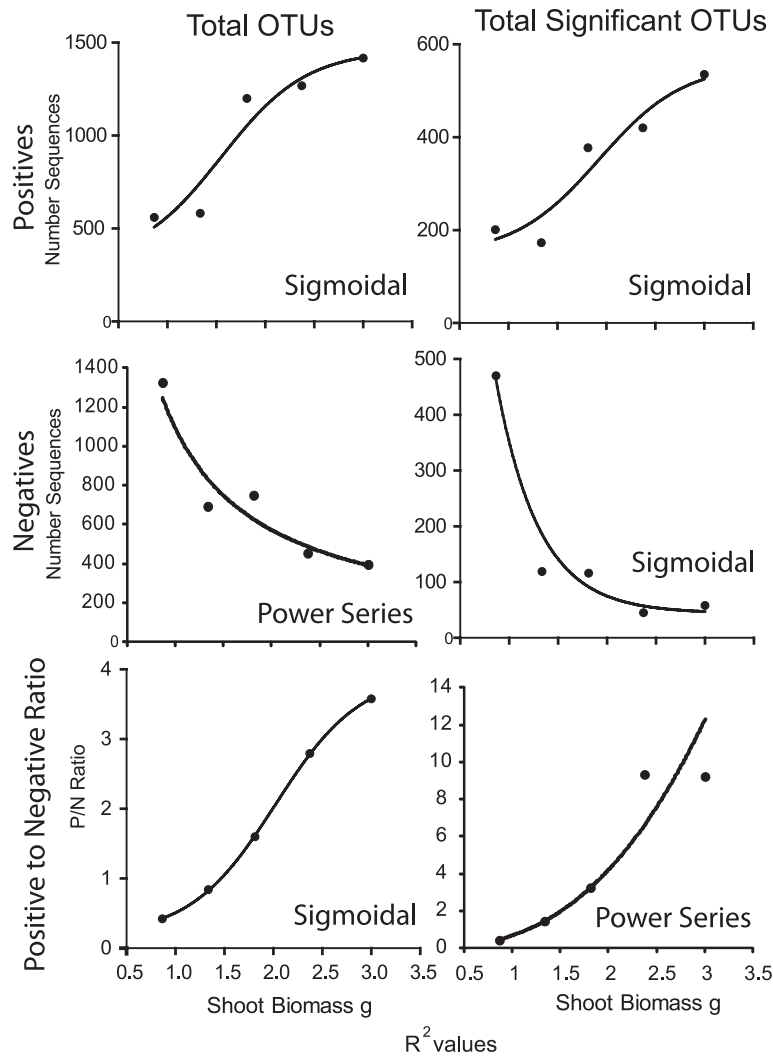 Total OTUs
Total Significant OTUs
Positives
Number Sequences
1500
1000
500
0
0
Sigmoidal
600
400
200
0
0
Sigmoidal
Negatives
Number Sequences
1400
1200
1000
800
600
400
200
0
Power Series
500
400
300
200
100
0
Sigmoidal
Positive to Negative Ratio
P/N Ratio
4
3
2
1
0
Sigmoidal
0.5 1.0 1.5 2.0 2.5 3.0 3.5
Shoot Biomass g
14
12
10
8
6
4
2
0
Power Series
0.5 1 1.5 2 2.5 3 3.5
Shoot Biomass g
R² values